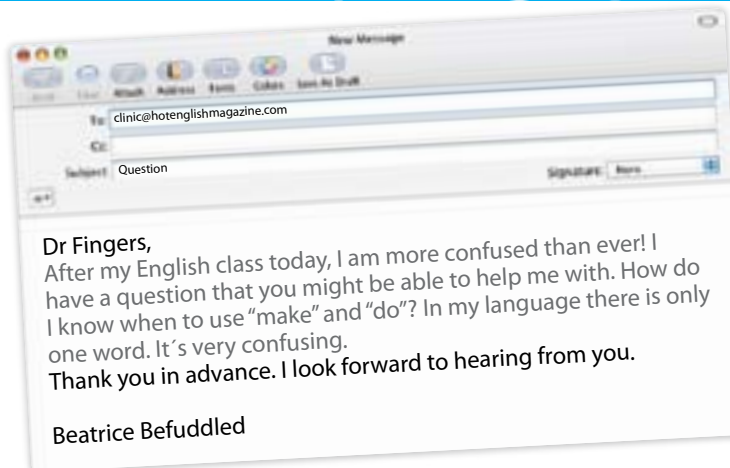 New Message
Attach Address Fonts Colors Save As Draft
To: clinic@hotenglishmagazine.com
Cc:
Subject: Question
Signature: None
Dr Fingers,
After my English class today, I am more confused than ever! I
have a question that you might be able to help me with. How do
I know when to use “make” and “do”? In my language there is only
one word. It´s very confusing.
Thank you in advance. I look forward to hearing from you.
Beatrice Befuddled